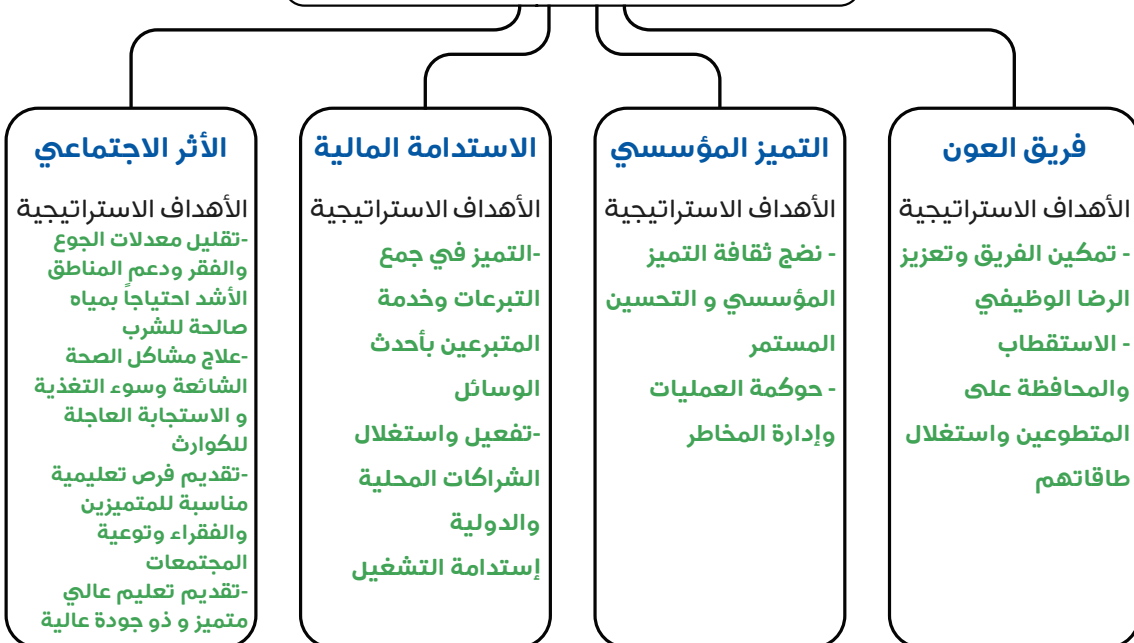 فريق العون
الأهداف الاستراتيجية
- تمكين الفريق وتعزيز
الرضا الوظيفي
- الاستقطاب
والمحافظة على
المتطوعين واستغلال
طاقاتهم
التميز المؤسسي
الأهداف الاستراتيجية
- نضج ثقافة التميز
المؤسسي و التحسين
المستمر
- حوكمة العمليات
وإدارة المخاطر
الاستدامة المالية
الأهداف الاستراتيجية
-التميز في جمع
التبرعات وخدمة
المتبرعين بأحدث
الوسائل
-تفعيل واستغلال
الشراكات المحلية
والدولية
إستدامة التشغيل
الأثر الاجتماعي
الأهداف الاستراتيجية
-تقليل معدلات الجوع
والفقر ودعم المناطق
الأشد احتياجاً بمياه
صالحة للشرب
-علاج مشاكل الصحة
الشائعة وسوء التغذية
و الاستجابة العاجلة
للكوارث
-تقديم فرص تعليمية
مناسبة للمتميزين
والفقراء وتوعية
المجتمعات
-تقديم تعليم عالي
متميز و ذو جودة عالية